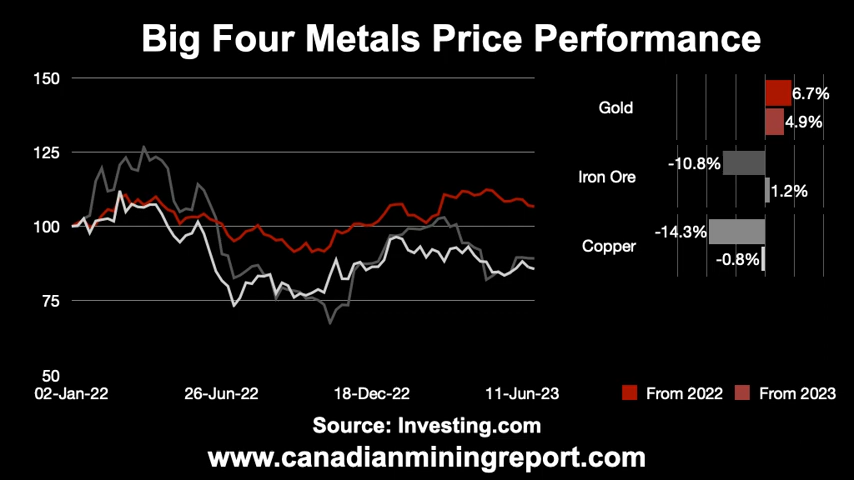 Big Four Metals Price Performance
150
125
100
75
50
02-Jan-22 26-Jun-22 18-Dec-22 11-Jun-23
Gold 6.7%
4.9%
Iron Ore -10.8%
1.2%
Copper -14.3%
-0.8%
From 2022 From 2023
Source: Investing.com
www.canadianminingreport.com